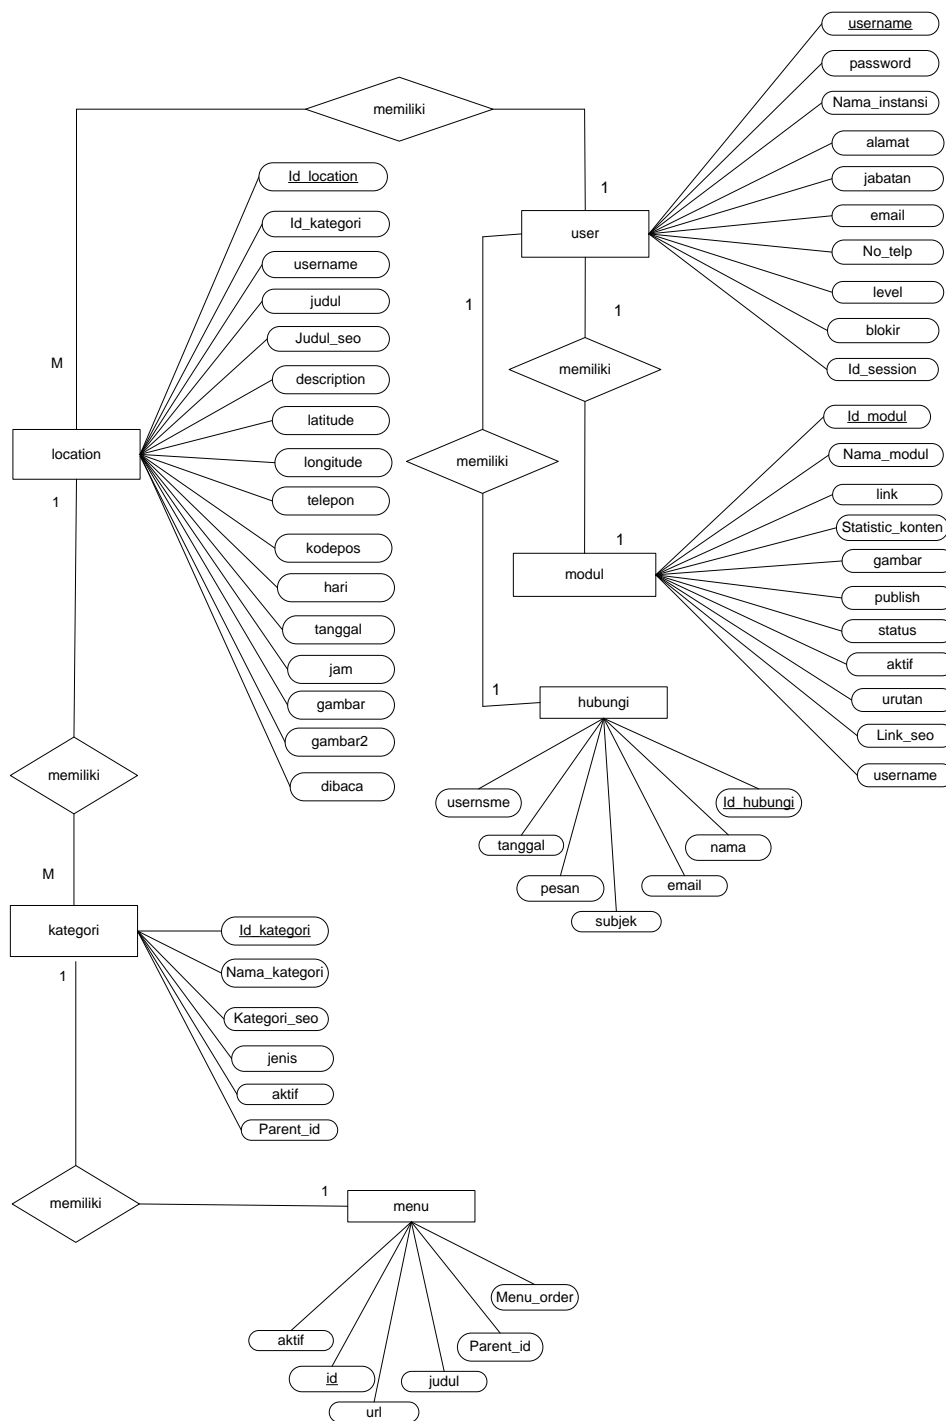 username
password
memiliki
Nama_instansi
alamat
Id_location
jabatan
1
Id_kategori
email
user
No_telp
username
1
level
judul
1
blokir
Judul_seo
M
memiliki
Id_session
description
latitude
Id_modul
location
longitude
memiliki
Nama_modul
1
telepon
link
Statistic_konten
kodepos
1
gambar
modul
hari
publish
tanggal
status
jam
aktif
1
hubungi
gambar
urutan
gambar2
Link_seo
memiliki
dibaca
username
usernsme
Id_hubungi
tanggal
nama
M
pesan
email
subjek
kategori
Id_kategori
1
Nama_kategori
Kategori_seo
jenis
aktif
Parent_id
memiliki
1
menu
Menu_order
aktif
Parent_id
id
judul
url